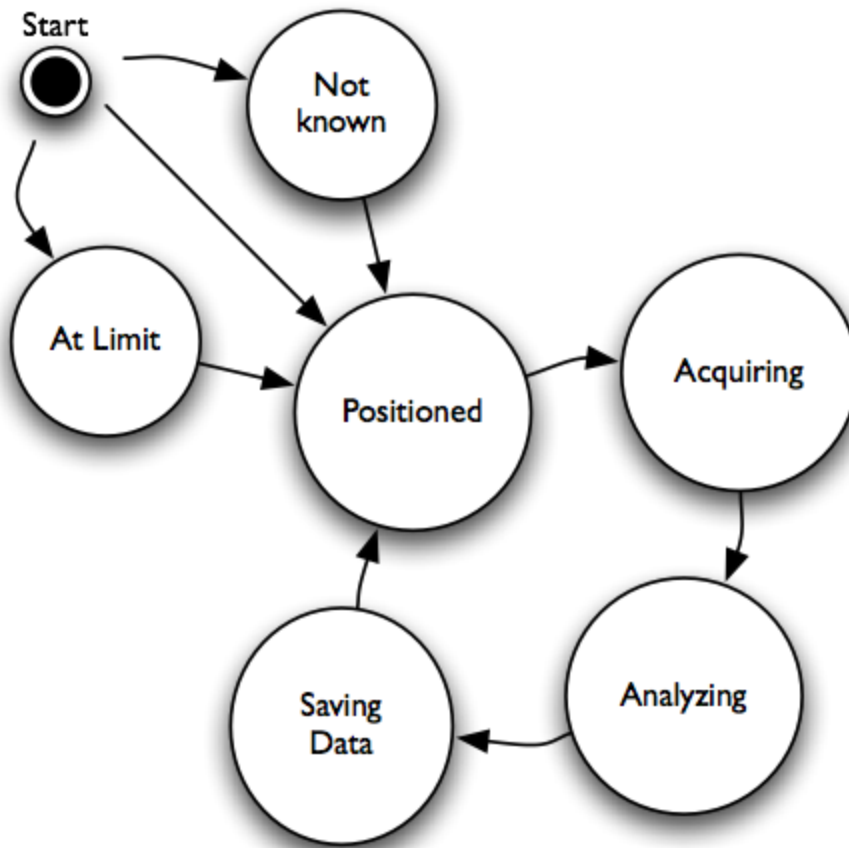 Start
Not
known
At Limit
Positioned
Acquiring
Analyzing
Saving
Data